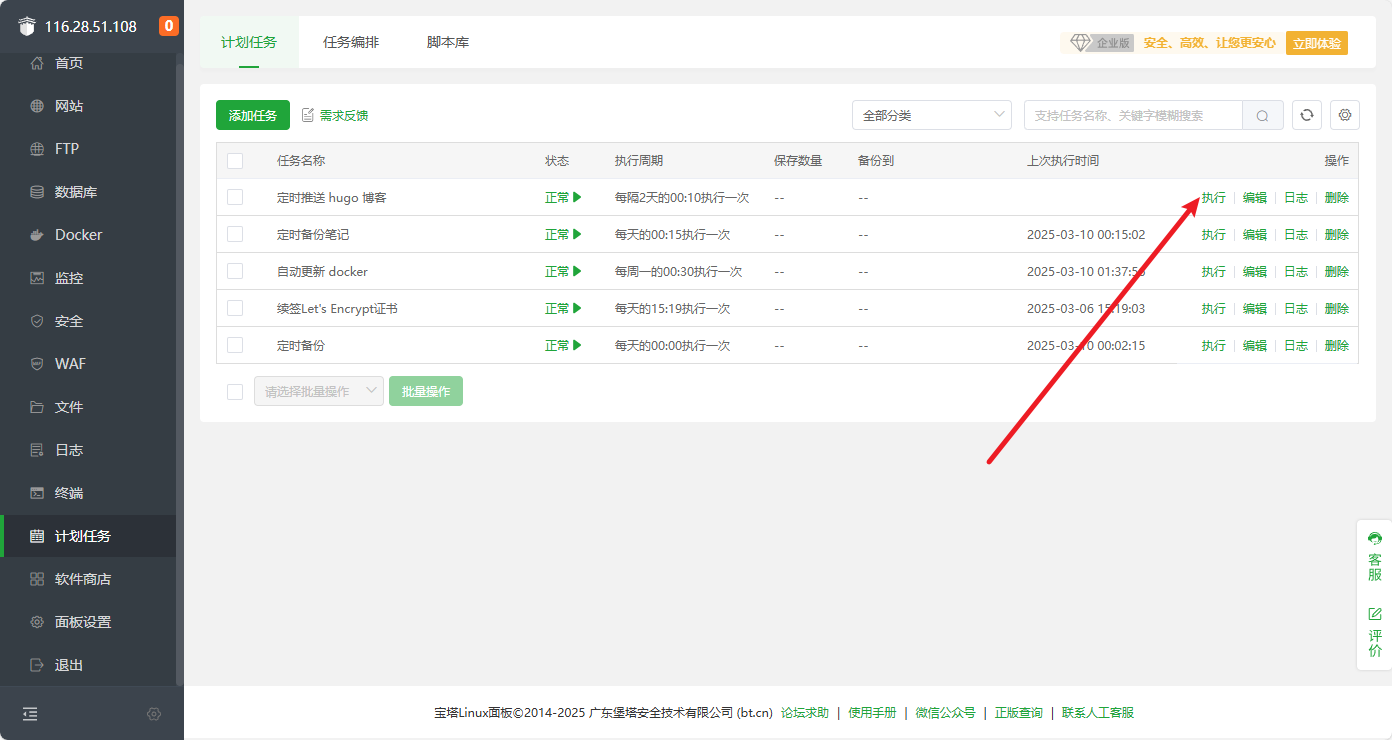 116.28.51.108 0
首页
网站
FTP
数据库
Docker
监控
安全
WAF
文件
日志
终端
计划任务
软件商店
面板设置
退出
计划任务 任务编排 脚本库
企业版 安全、高效、让您更安心 立即体验
添加任务 需求反馈 全部分类 支持任务名称、关键字模糊搜索
任务名称 状态 执行周期 保存数量 备份到 上次执行时间 操作
定时推送 hugo 博客 正常 每隔2天的00:10执行一次 -- -- 执行 | 编辑 | 日志 | 删除
定时备份笔记 正常 每天的00:15执行一次 -- -- 2025-03-10 00:15:02 执行 | 编辑 | 日志 | 删除
自动更新 docker 正常 每周一的00:30执行一次 -- -- 2025-03-10 执行 | 编辑 | 日志 | 删除
续签Let's Encrypt证书 正常 每天的15:19执行一次 -- -- 2025-03-06 15:19:03 执行 | 编辑 | 日志 | 删除
定时备份 正常 每天的00:00执行一次 -- -- 2025-03-10 00:02:15 执行 | 编辑 | 日志 | 删除
请选择批量操作 批量操作
客服
评价
宝塔Linux面板©2014-2025 广东堡塔安全技术有限公司 (bt.cn) 论坛求助 | 使用手册 | 微信公众号 | 正版查询 | 联系人工客服